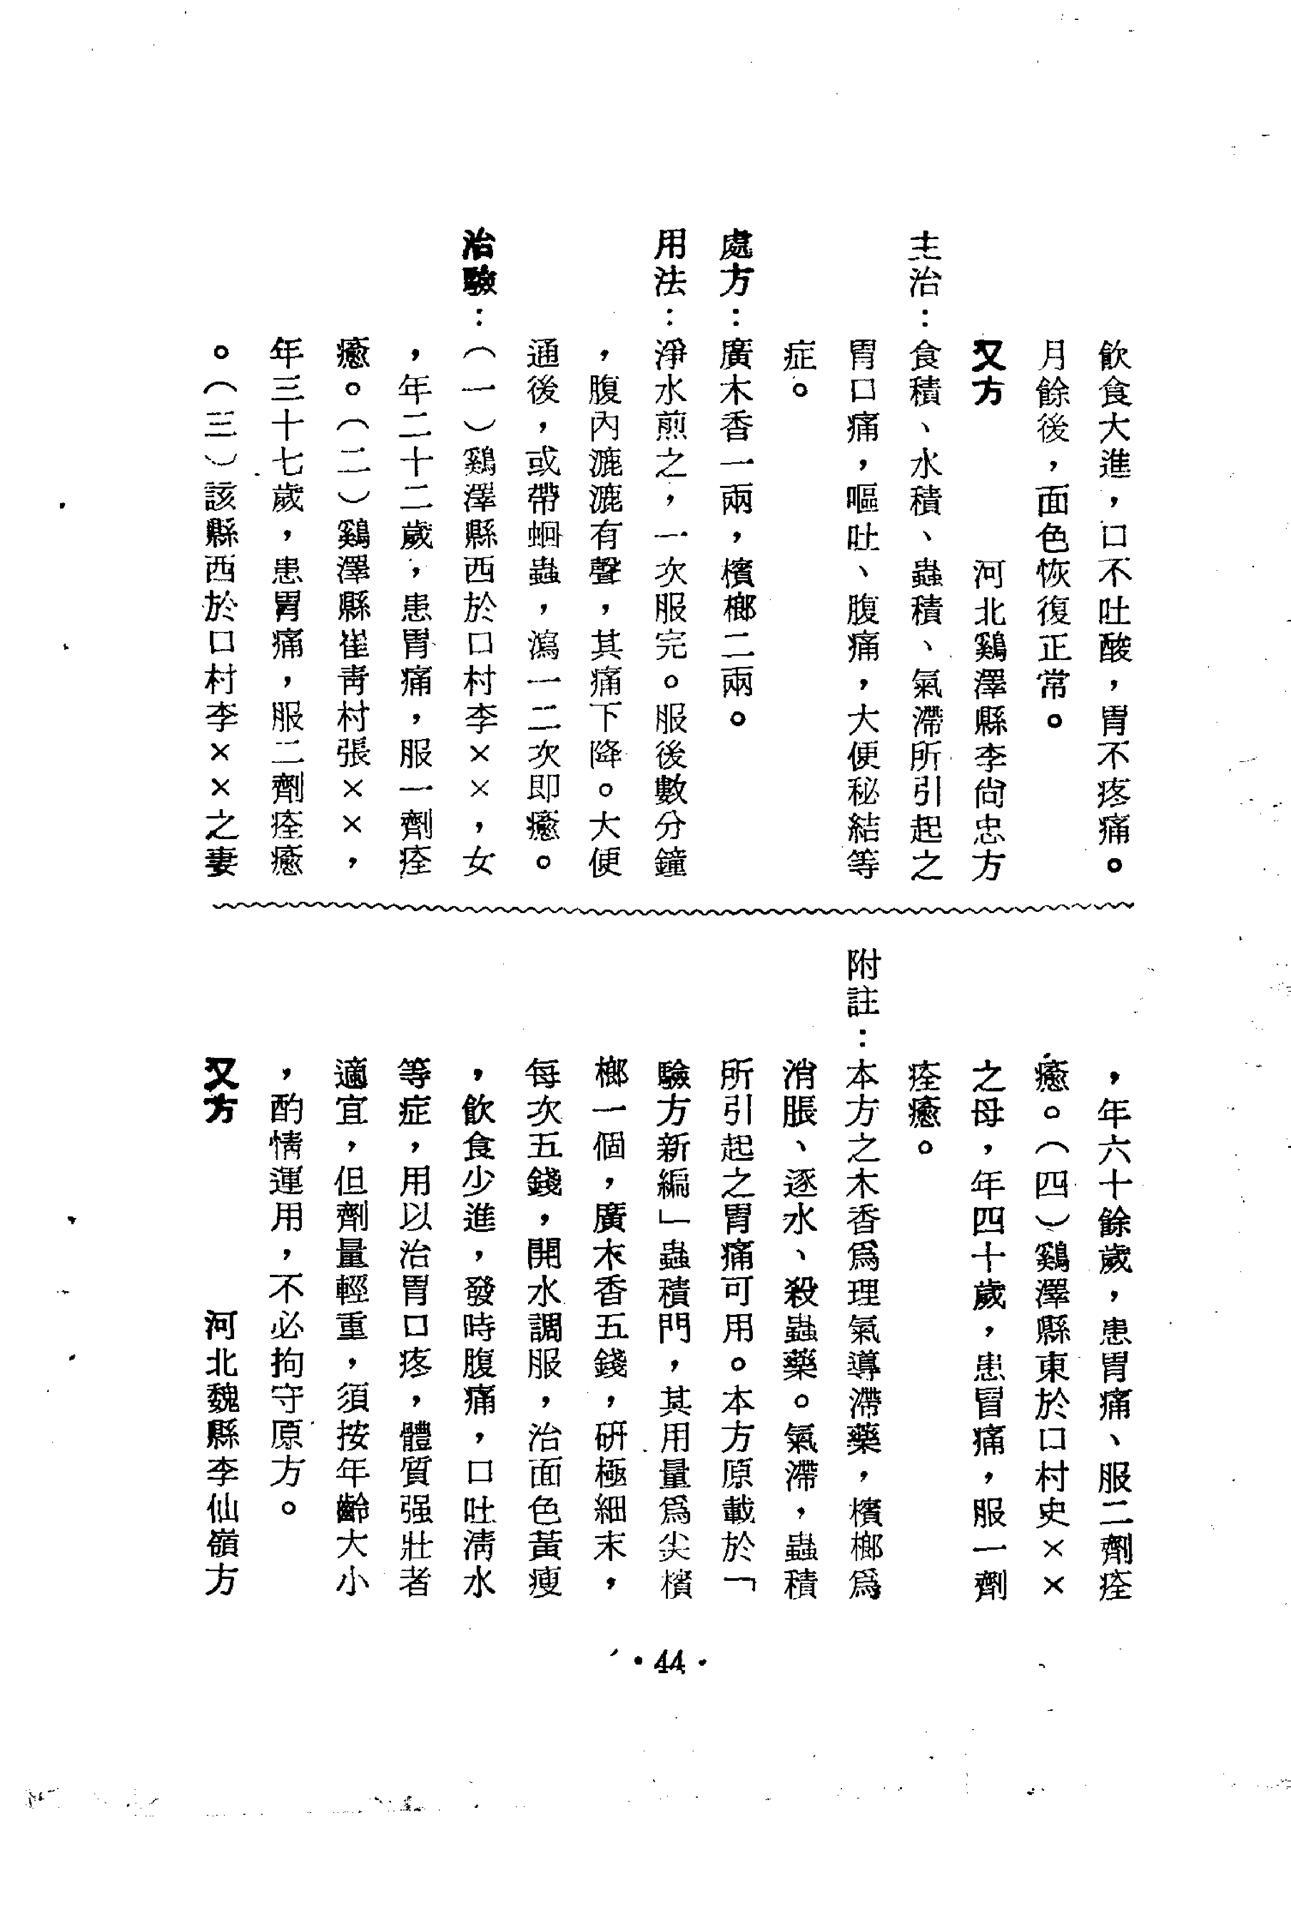 飲食大進，口不吐酸，胃不疼痛。
月餘後，面色恢復正常。
又方　　　河北鷄澤縣李尙忠方
主治：食積、水積、蟲積、氣滯所引起之
胃口痛，嘔吐、腹痛，大便秘結等
症。
處方：廣木香一兩，檳榔二兩。
用法：淨水煎之，一次服完。服後數分鐘
，腹內漉漉有聲，其痛下降。大便
通後，或帶蛔蟲，瀉一二次即癒。
治驗：（一）鷄澤縣西於口村李××，女
，年二十二歲，患胃痛，服一劑痊
癒。（二）鷄澤縣崔靑村張××，
年三十七歲，患胃痛，服二劑痊癒
。（三）該縣西於口村李××之妻
，年六十餘歲，患胃痛、服二劑痊
癒。（四）鷄澤縣東於口村史××
之母，年四十歲，患冒痛，服一劑
痊癒。
附註：本方之木香爲理氣導滯藥，檳榔爲
消脹、逐水、殺蟲藥。氣滯，蟲積
所引起之胃痛可用。本方原載於「
驗方新編」蟲積門，其用量爲尖檳
榔一個，廣木香五錢，研極細末，
每次五錢，開水調服，治面色黃瘦
，飲食少進，發時腹痛，口吐淸水
等症，用以治胃口疼，體質强壯者
適宜，但劑量輕重，須按年齡大小
，酌情運用，不必拘守原方。
又方　　　河北魏縣李仙嶺方
·44·